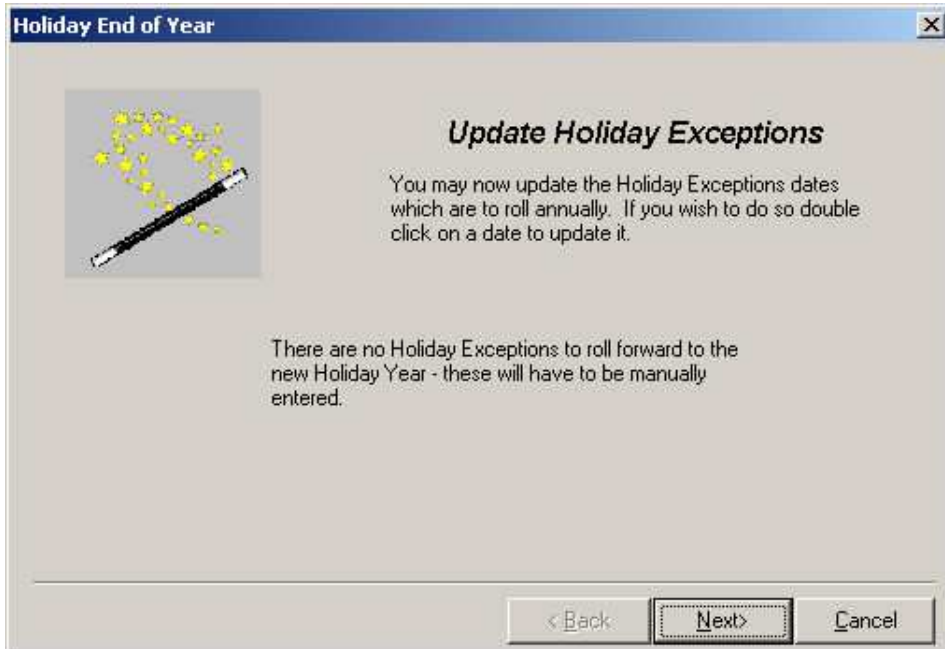 Holiday End of Year
Update Holiday Exceptions
You may now update the Holiday Exceptions dates
which are to roll annually.  If you wish to do so double
click on a date to update it.
There are no Holiday Exceptions to roll forward to the
new Holiday Year - these will have to be manually
entered.
< Back
Next>
Cancel